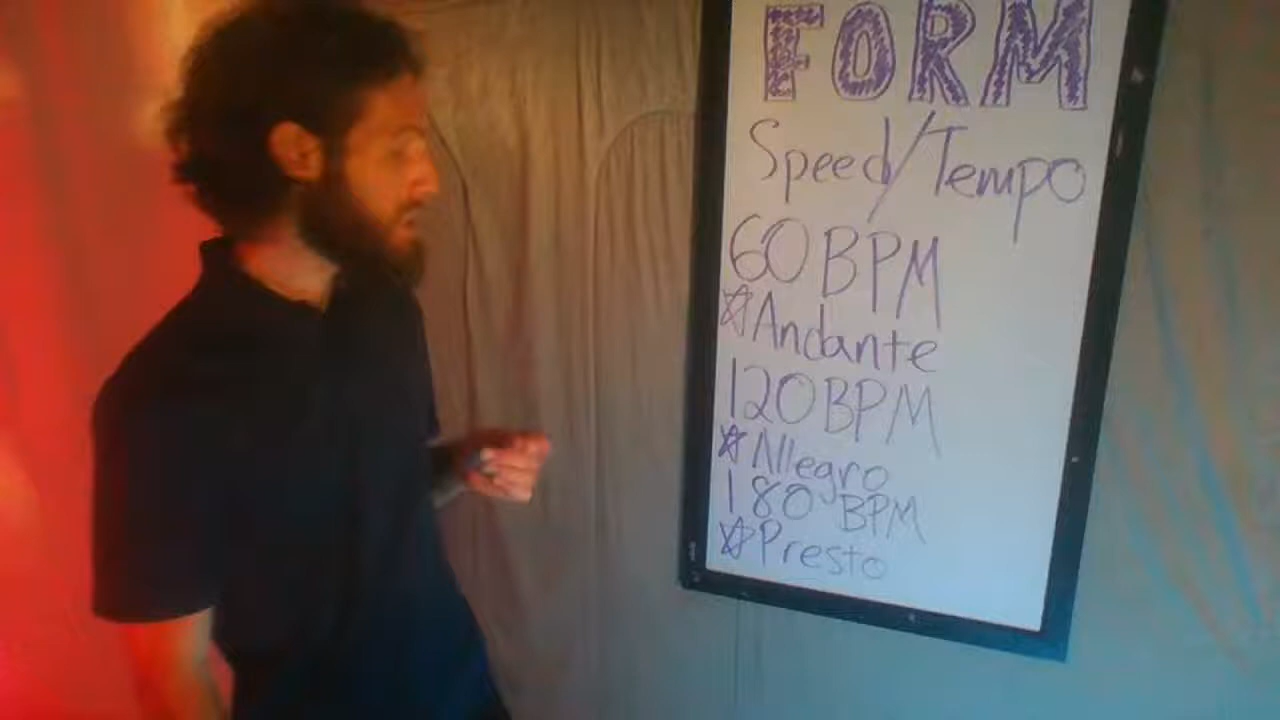 FORM
Speed/Tempo
60 BPM
☆Andante
120 BPM
☆Allegro
180 BPM
☆Presto